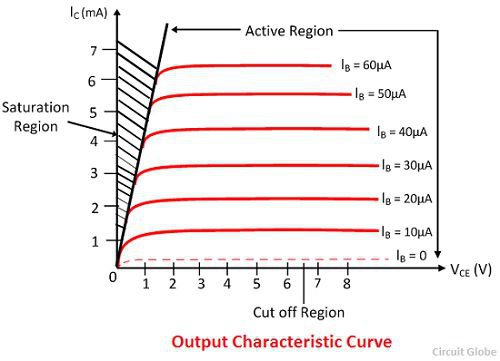 I_C (mA)
7
6
5
4
3
2
1
0
1 2 3 4 5 6 7 8
V_CE (V)
Active Region
Saturation
Region
I_B = 60μA
I_B = 50μA
I_B = 40μA
I_B = 30μA
I_B = 20μA
I_B = 10μA
I_B = 0
Cut off Region
Output Characteristic Curve
Circuit Globe